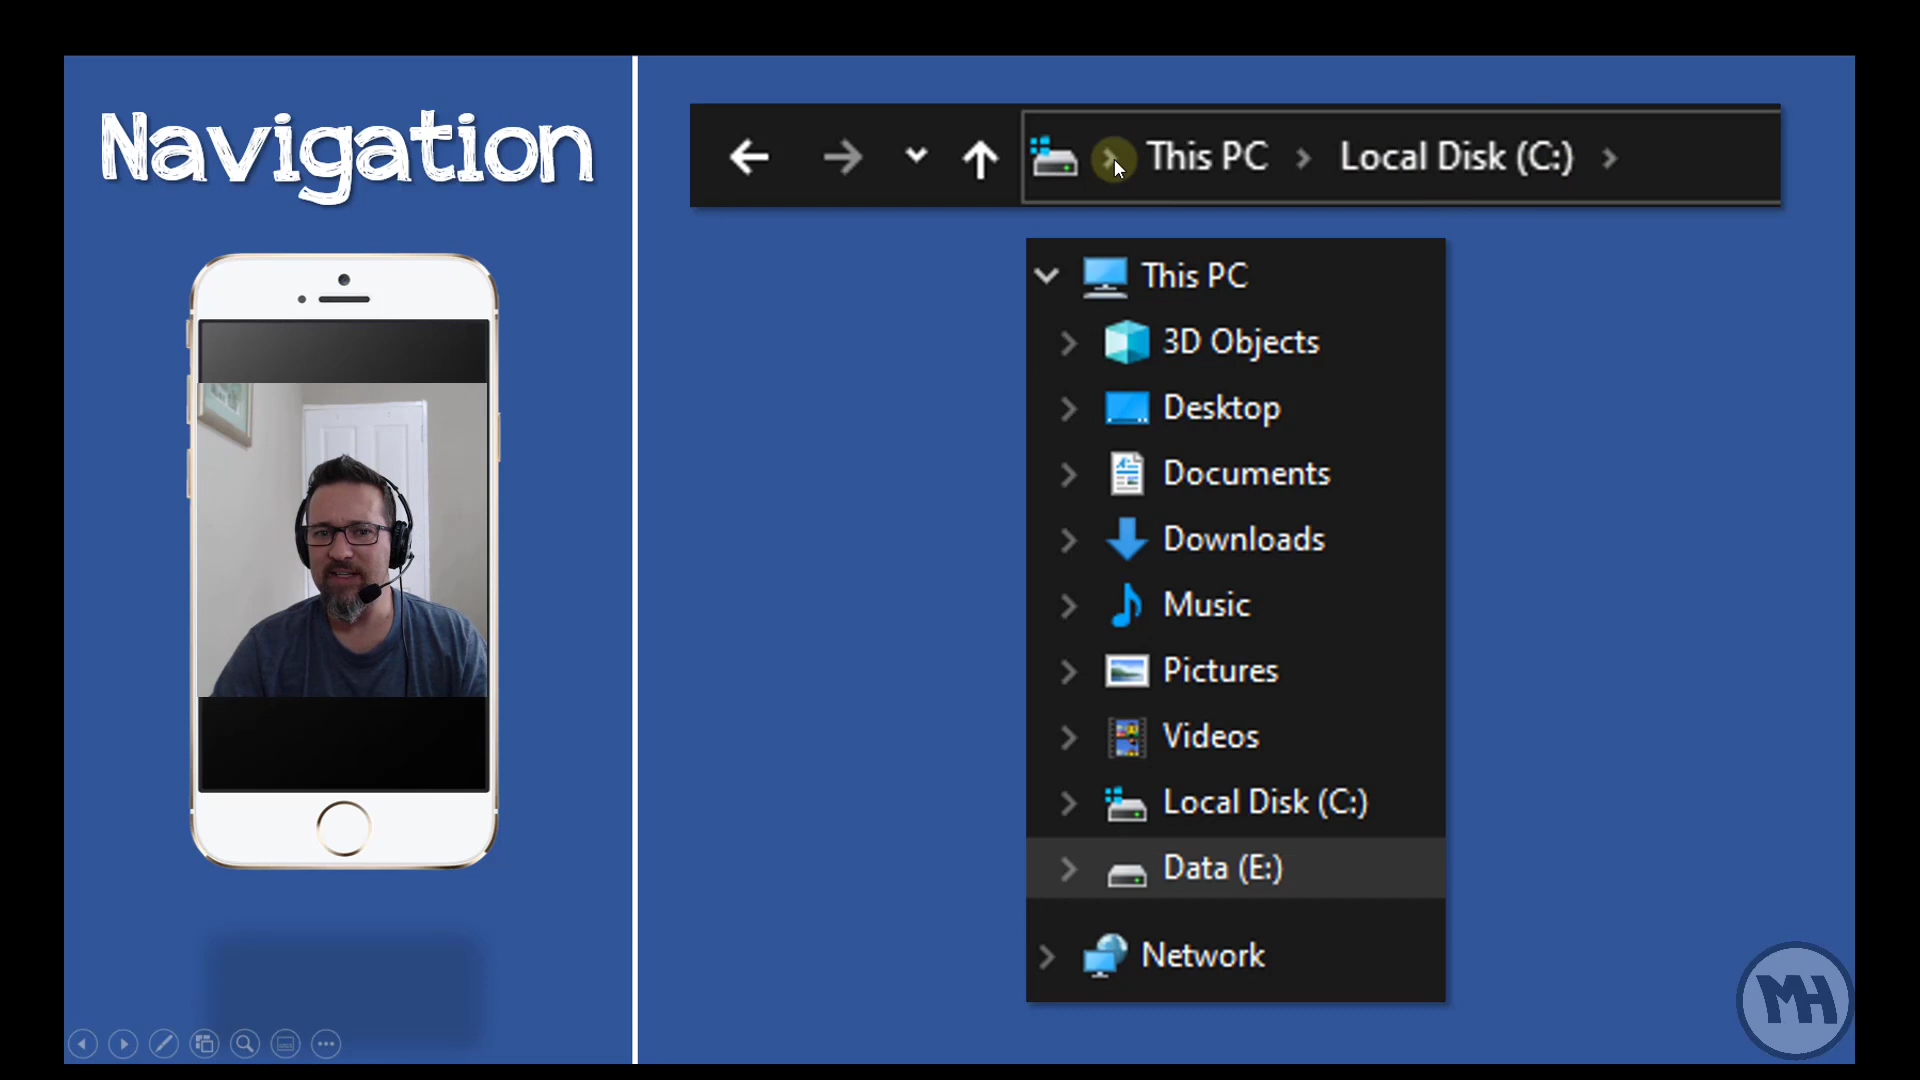 Navigation
This PC
Local Disk (C:)
This PC
3D Objects
Desktop
Documents
Downloads
Music
Pictures
Videos
Local Disk (C:)
Data (E:)
Network
MH